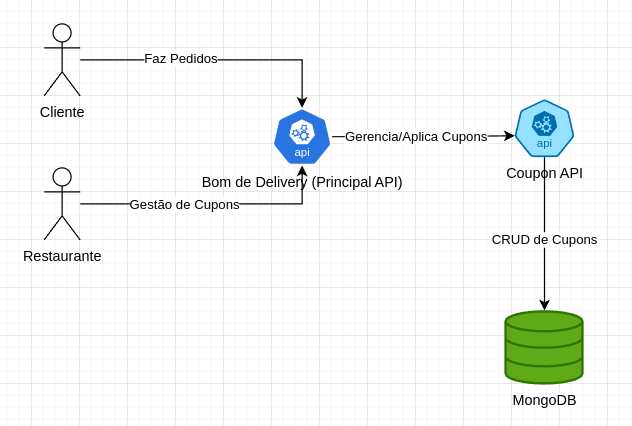 Faz Pedidos
Cliente
api
Gerencia/Aplica Cupons
api
Bom de Delivery (Principal API)
Coupon API
Gestão de Cupons
Restaurante
CRUD de Cupons
MongoDB